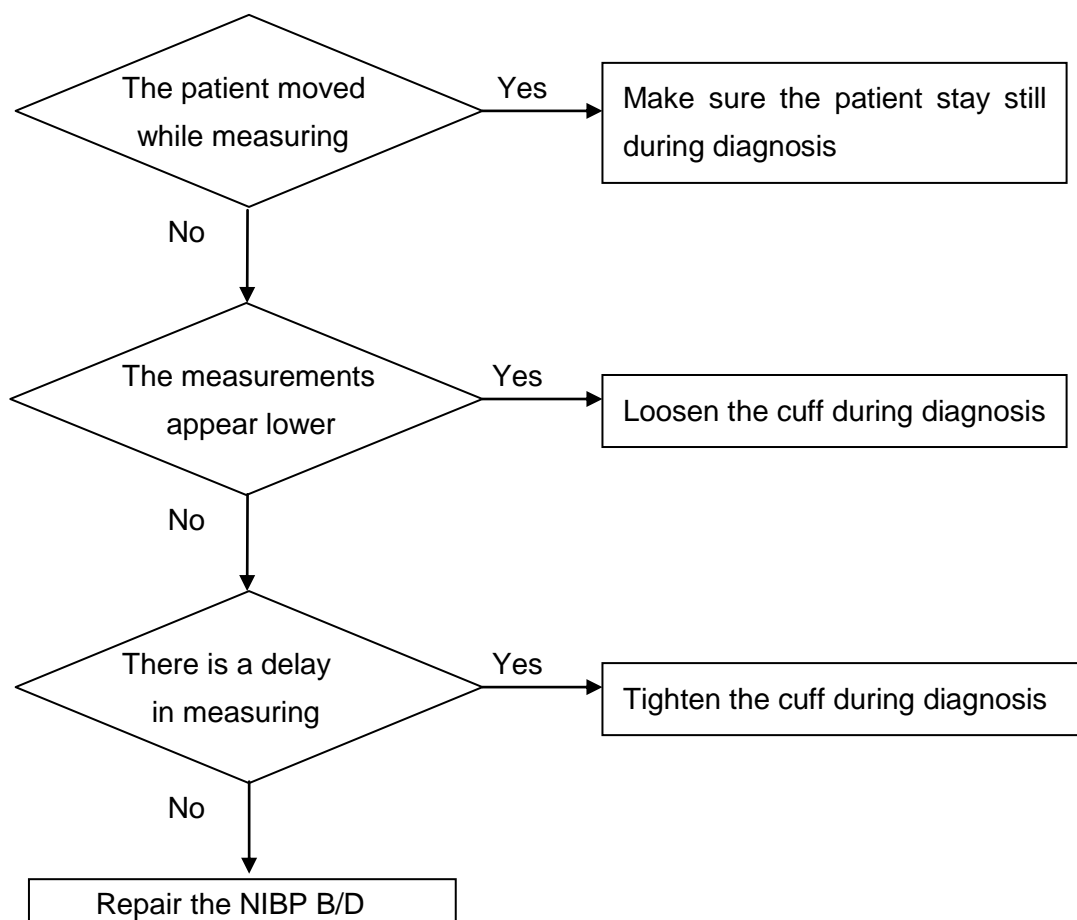 The patient moved
while measuring
Yes
Make sure the patient stay still
during diagnosis
No
The measurements
appear lower
Yes
Loosen the cuff during diagnosis
No
There is a delay
in measuring
Yes
Tighten the cuff during diagnosis
No
Repair the NIBP B/D